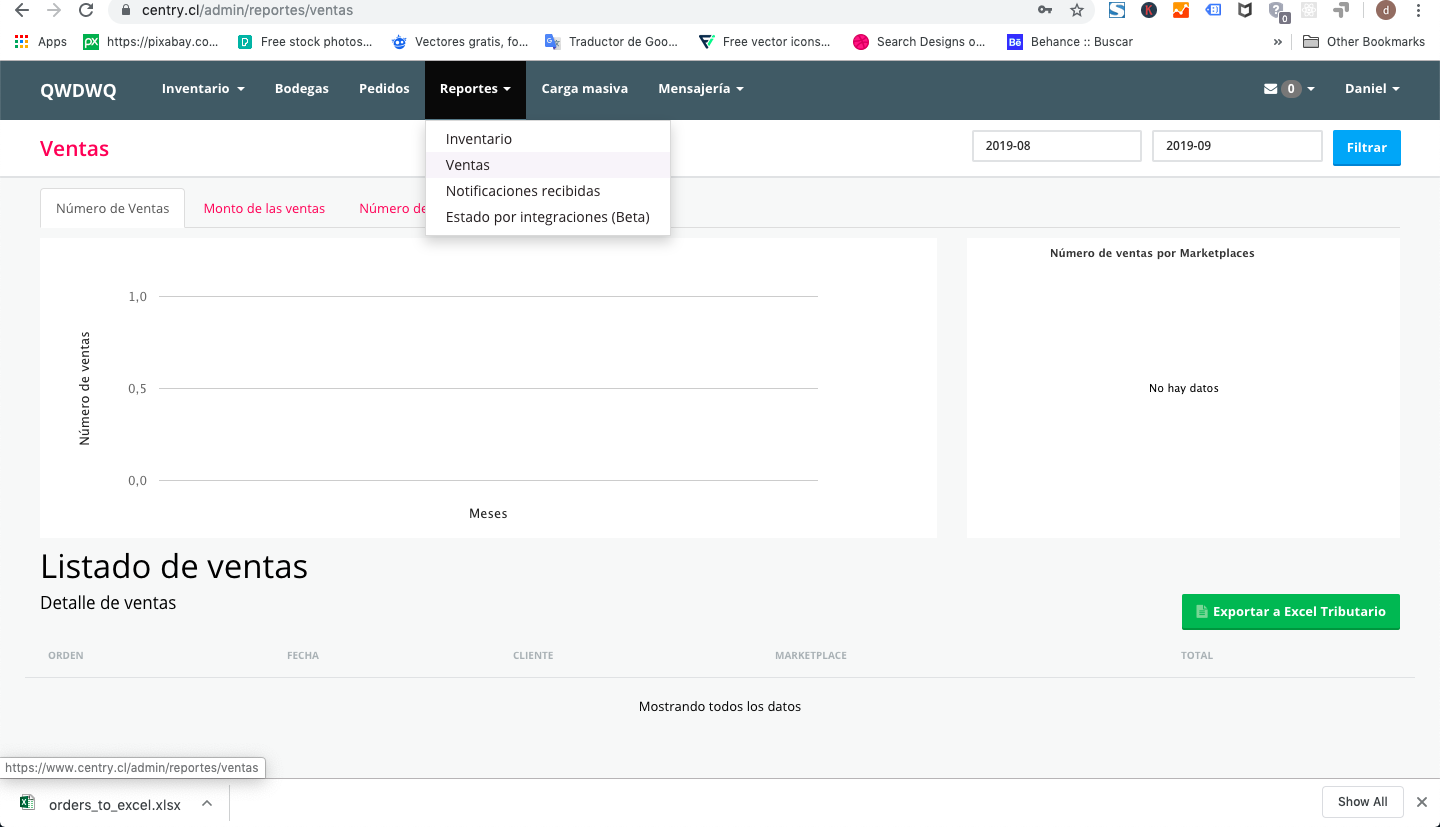 centry.cl/admin/reportes/ventas
d
Apps
https://pixabay.co...
Free stock photos...
Vectores gratis, fo...
Traductor de Goo...
Free vector icons...
Search Designs o...
Behance :: Buscar
»
Other Bookmarks
QWDWQ
Inventario
Bodegas
Pedidos
Reportes
Carga masiva
Mensajería
0
Daniel
Inventario
Ventas
Notificaciones recibidas
Estado por integraciones (Beta)
Ventas
2019-08
2019-09
Filtrar
Número de Ventas
Monto de las ventas
Número de
Número de ventas
1,0
0,5
0,0
Meses
Número de ventas por Marketplaces
No hay datos
Listado de ventas
Detalle de ventas
Exportar a Excel Tributario
ORDEN
FECHA
CLIENTE
MARKETPLACE
TOTAL
Mostrando todos los datos
https://www.centry.cl/admin/reportes/ventas
orders_to_excel.xlsx
Show All